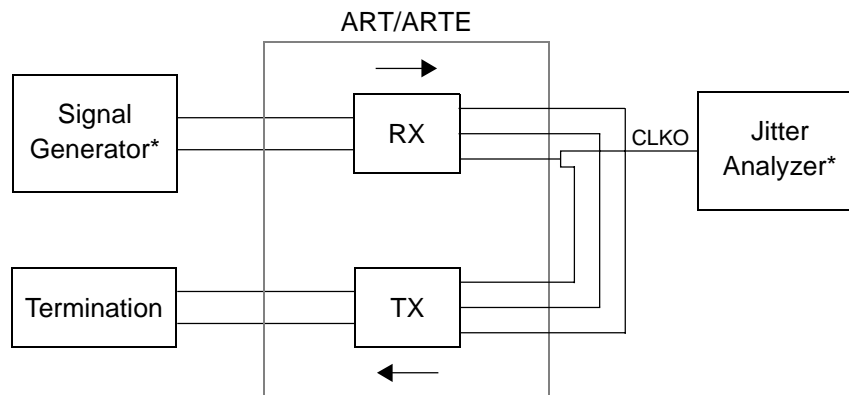 ART/ARTE
Signal
Generator*
RX
CLKO
Jitter
Analyzer*
Termination
TX